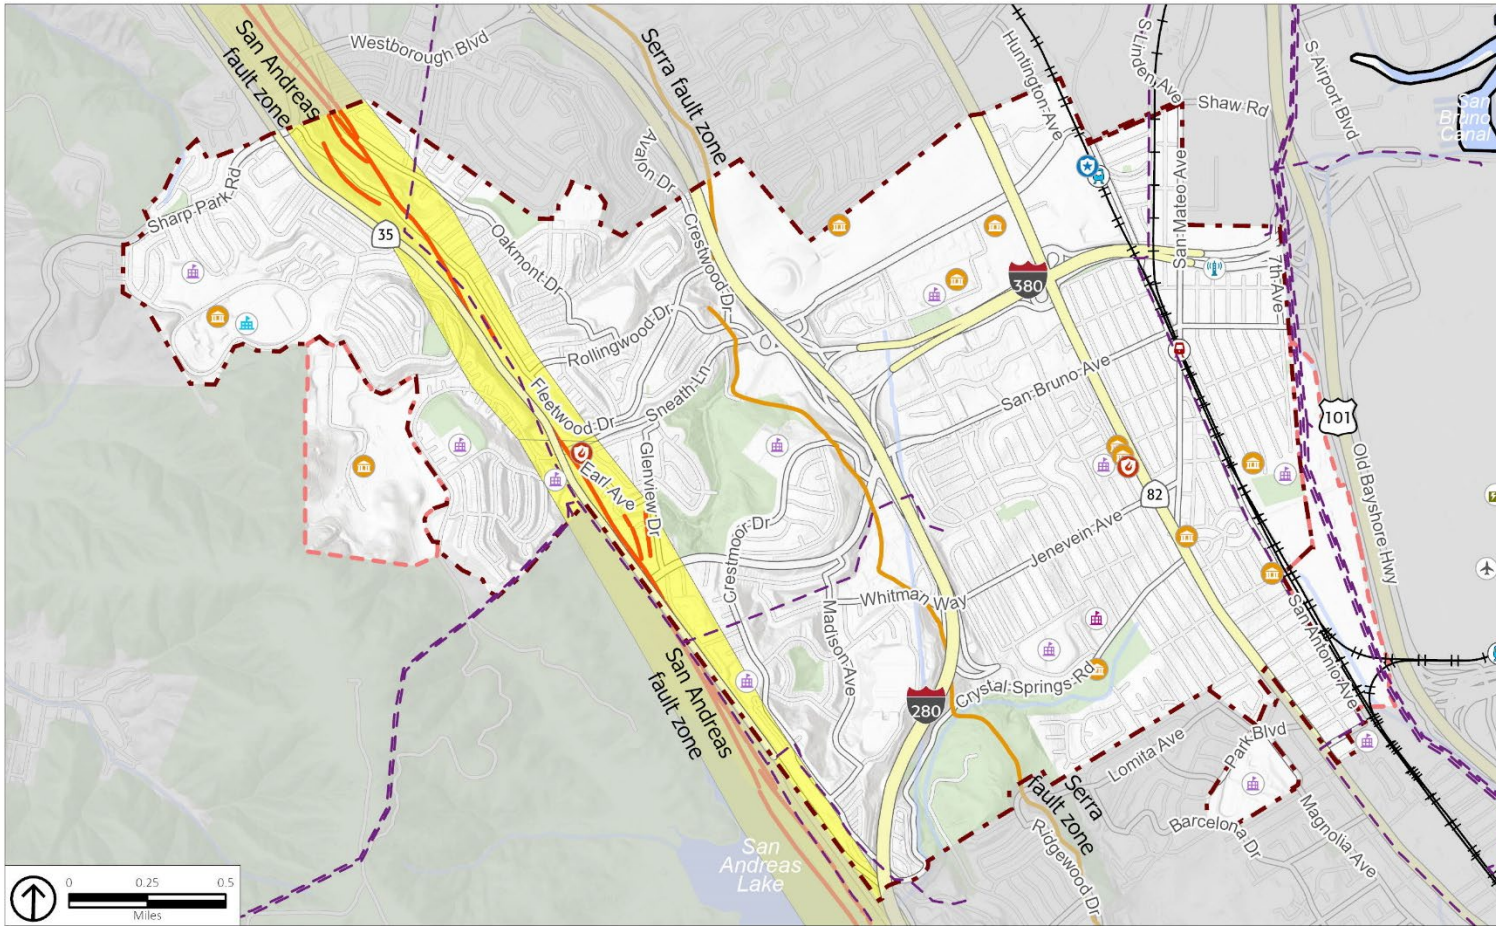 Westborough Blvd
San Andreas
fault zone
Serra fault zone
Huntington Ave
S Linden Ave
Shaw Rd
S Airport Blvd
San
Bruno
Canal
Avalon Dr
San Mateo Ave
Sharp Park Rd
35
Oakmont Dr
Crestwood Dr
380
7th Ave
Rollingwood Dr
Sneath Ln
San Bruno Ave
Fleetwood Dr
101
Earl Ave
Glenview Dr
82
Old Bayshore Hwy
Crestmoor Dr
Jenevein Ave
Whitman Way
Madison Ave
San Antonio Ave
San Andreas
fault zone
280
Crystal Springs Rd
Lomita Ave
Park Blvd
Serra
fault zone
Ridgewood Dr
Barcelona Dr
Magnolia Ave
San
Andreas
Lake
0 0.25 0.5
Miles